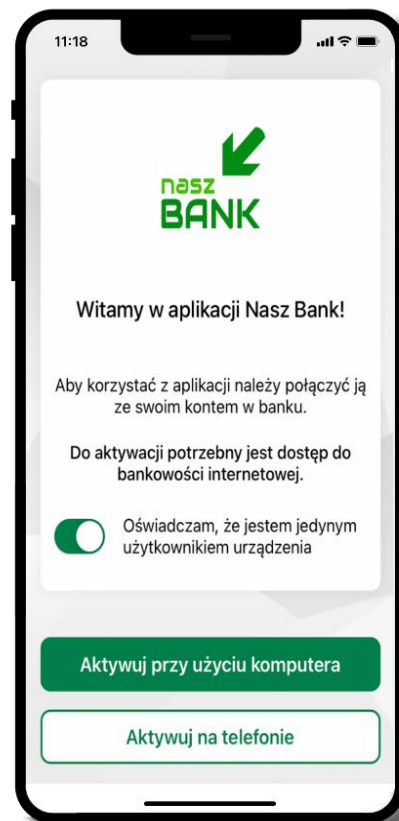 11:18
nasz
BANK
Witamy w aplikacji Nasz Bank!
Aby korzystać z aplikacji należy połączyć ją
ze swoim kontem w banku.
Do aktywacji potrzebny jest dostęp do
bankowości internetowej.
Oświadczam, że jestem jedynym
użytkownikiem urządzenia
Aktywuj przy użyciu komputera
Aktywuj na telefonie